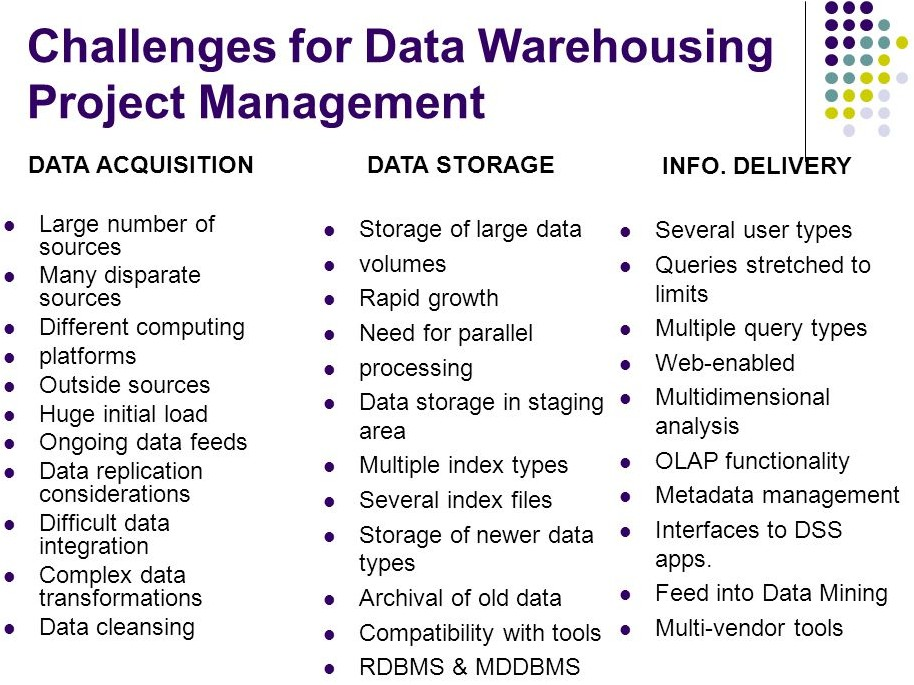 Challenges for Data Warehousing
Project Management
DATA ACQUISITION
Large number of
sources
Many disparate
sources
Different computing
platforms
Outside sources
Huge initial load
Ongoing data feeds
Data replication
considerations
Difficult data
integration
Complex data
transformations
Data cleansing
DATA STORAGE
Storage of large data
volumes
Rapid growth
Need for parallel
processing
Data storage in staging
area
Multiple index types
Several index files
Storage of newer data
types
Archival of old data
Compatibility with tools
RDBMS & MDDBMS
INFO. DELIVERY
Several user types
Queries stretched to
limits
Multiple query types
Web-enabled
Multidimensional
analysis
OLAP functionality
Metadata management
Interfaces to DSS
apps.
Feed into Data Mining
Multi-vendor tools